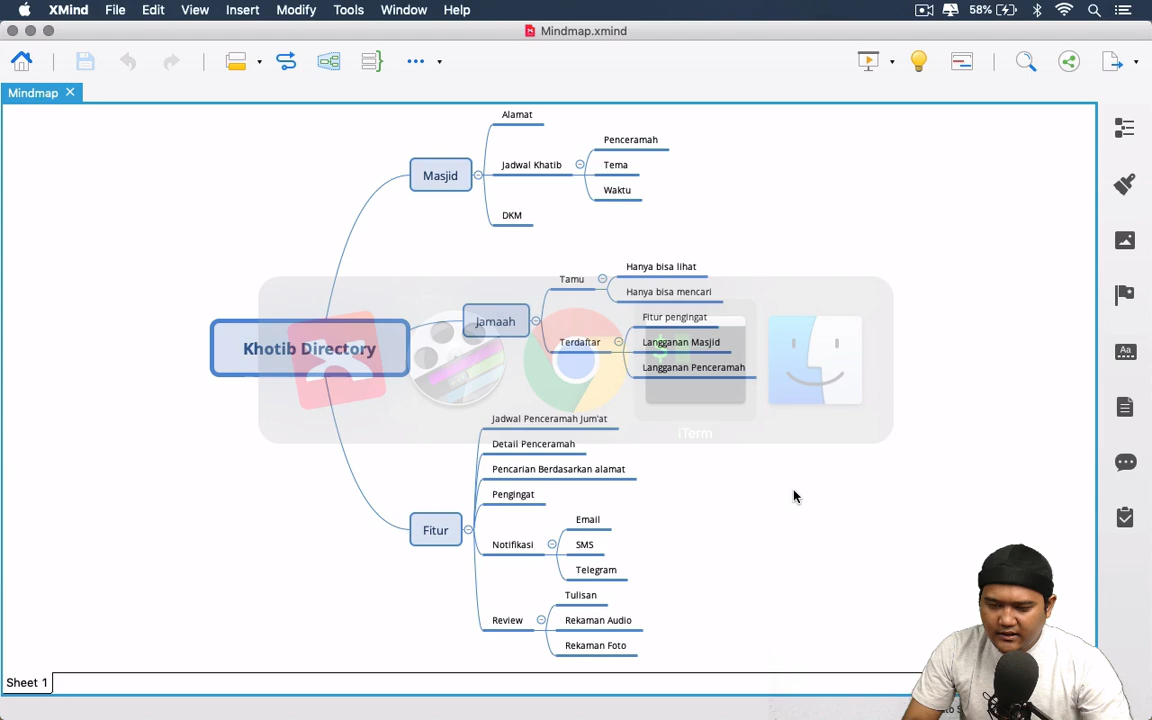 XMind File Edit View Insert Modify Tools Window Help 58%
Mindmap.xmind
Mindmap
Alamat
Penceramah
Masjid
Jadwal Khatib
Tema
Waktu
DKM
Hanya bisa lihat
Tamu
Hanya bisa mencari
Jamaah
Fitur pengingat
Khotib Directory
Terdaftar
Langganan Masjid
Langganan Penceramah
Jadwal Penceramah Jum'at
iTerm
Detail Penceramah
Pencarian Berdasarkan alamat
Pengingat
Email
Fitur
Notifikasi
SMS
Telegram
Tulisan
Review
Rekaman Audio
Rekaman Foto
Sheet 1